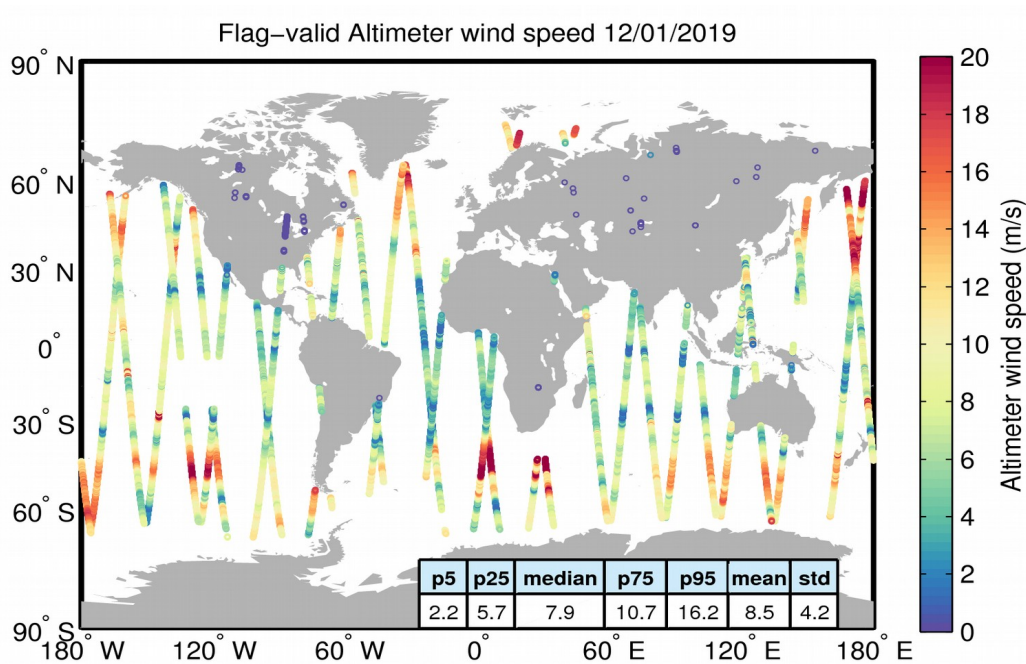 Flag−valid Altimeter wind speed 12/01/2019
90° N
60° N
30° N
0°
30° S
60° S
90° S
180° W
120° W
60° W
0°
60° E
120° E
180° E
p5 p25 median p75 p95 mean std
2.2 5.7 7.9 10.7 16.2 8.5 4.2
20
18
16
14
12
10
8
6
4
2
0
Altimeter wind speed (m/s)